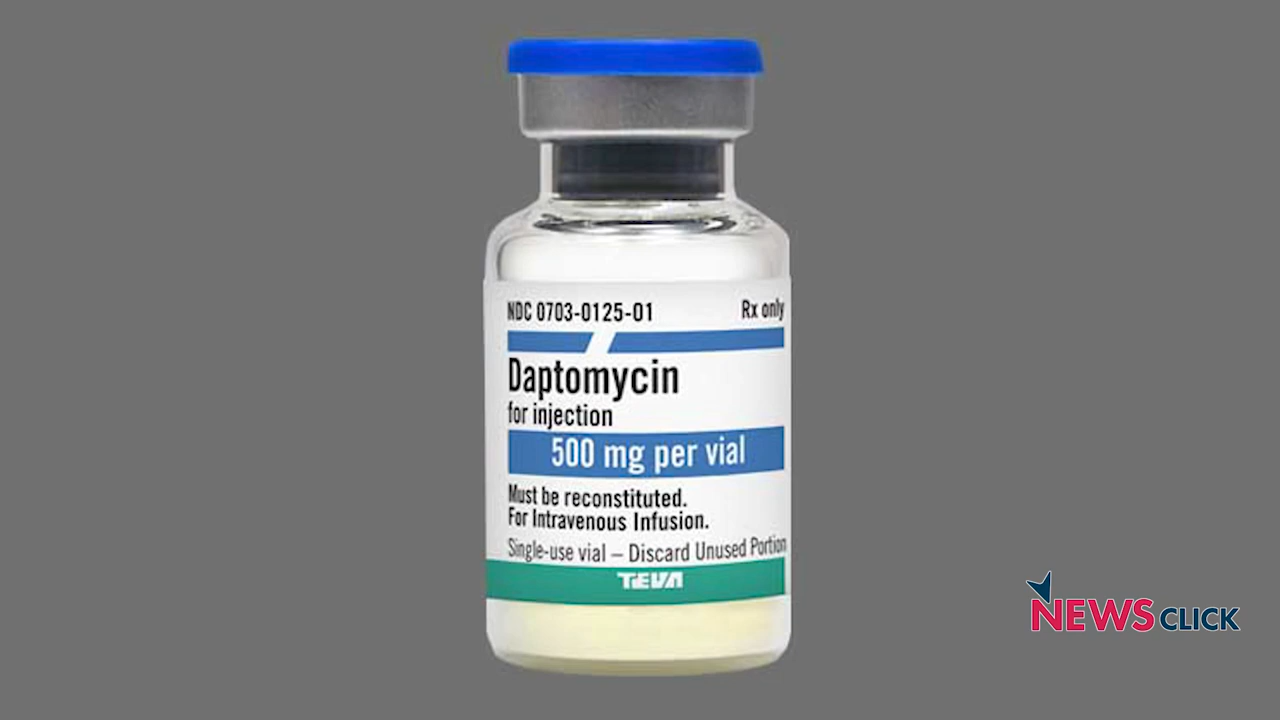 NDC 0703-0125-01 Rx only
Daptomycin
for injection
500 mg per vial
Must be reconstituted.
For Intravenous Infusion.
Single-use vial – Discard Unused Portion
TEVA
NEWSCLICK